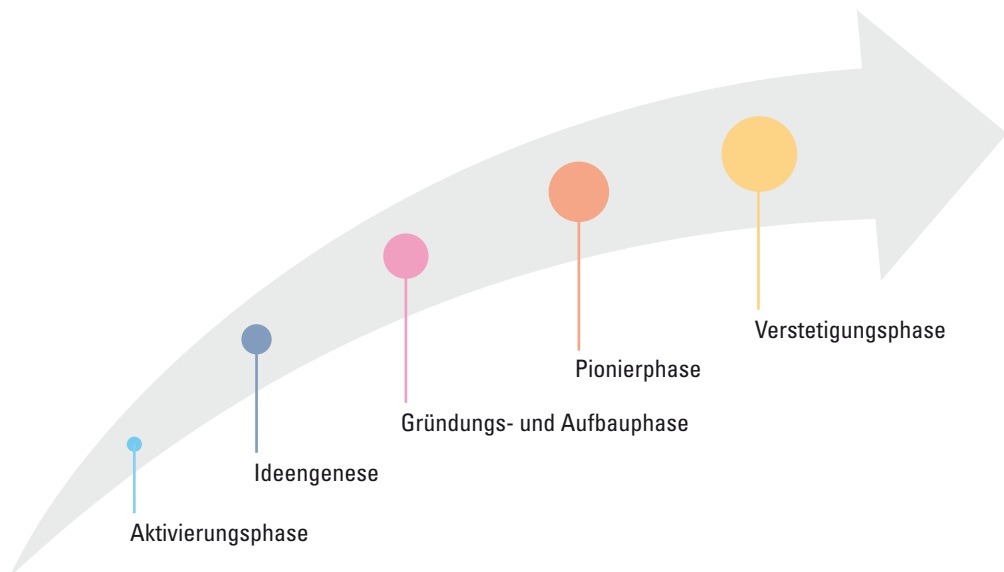 Aktivierungsphase
Ideengenese
Gründungs- und Aufbauphase
Pionierphase
Verstetigungsphase